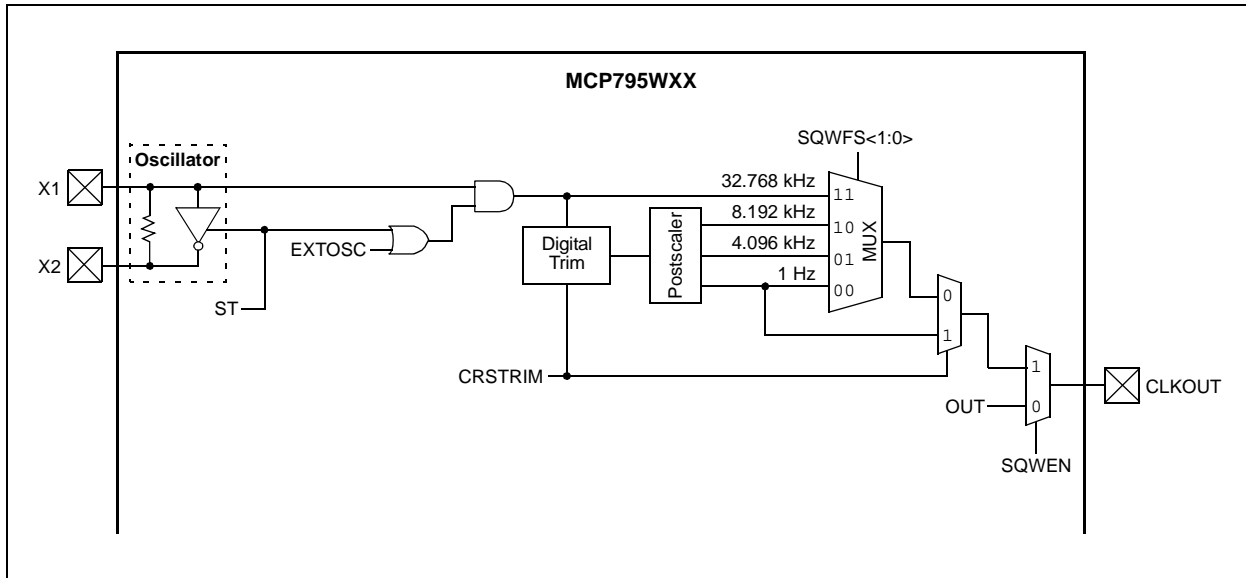 MCP795WXX
SQWFS<1:0>
Oscillator
X1
X2
ST
EXTOSC
Digital
Trim
Postscaler
32.768 kHz
8.192 kHz
4.096 kHz
1 Hz
11
10
01
00
MUX
0
1
CRSTRIM
1
0
OUT
CLKOUT
SQWEN